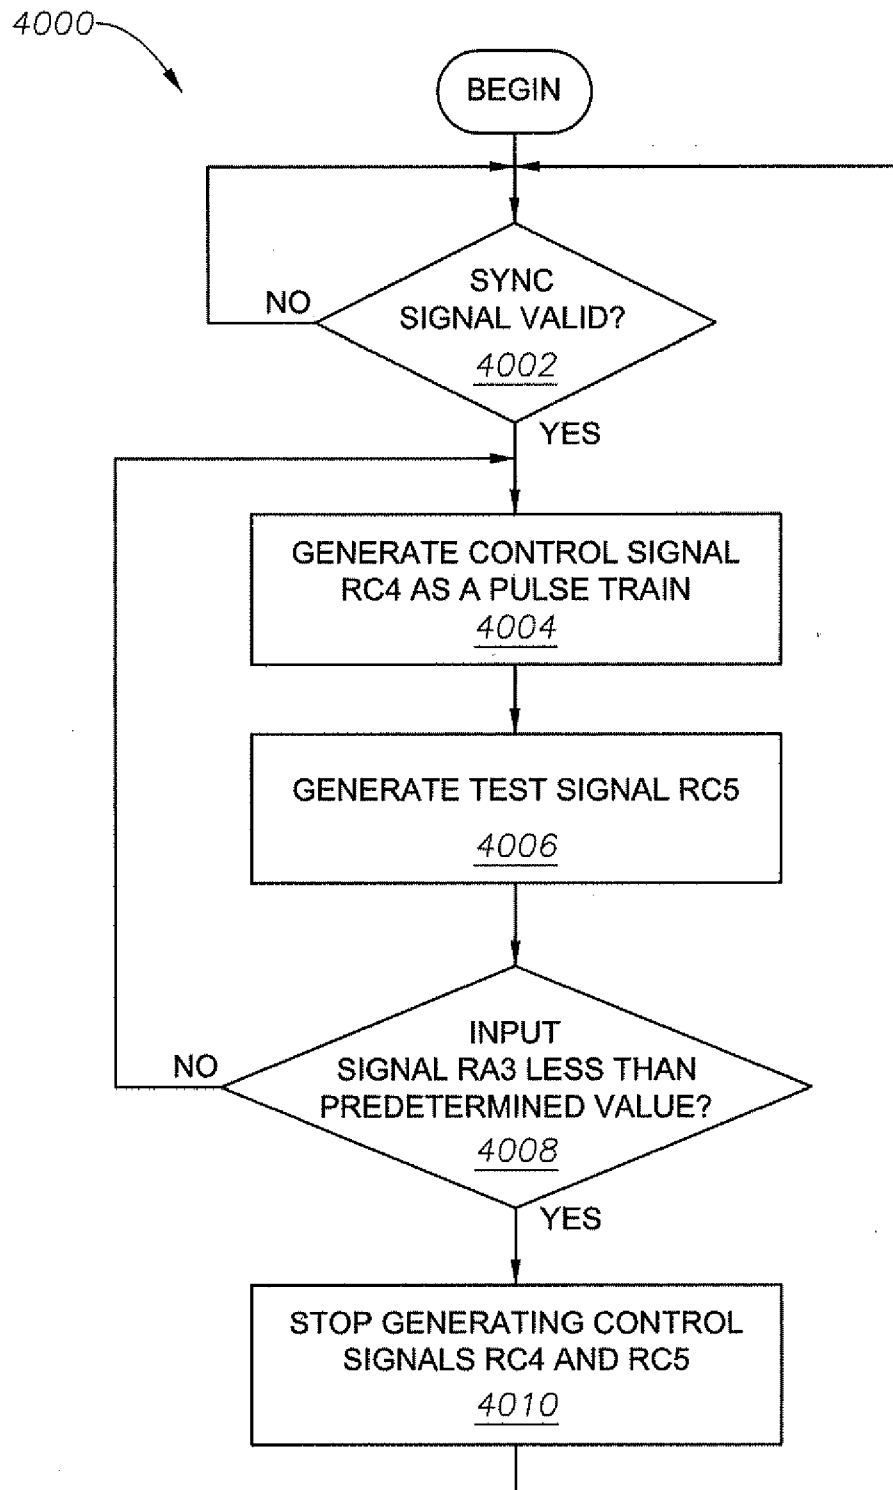 4000
BEGIN
SYNC
SIGNAL VALID?
4002
NO
YES
GENERATE CONTROL SIGNAL
RC4 AS A PULSE TRAIN
4004
GENERATE TEST SIGNAL RC5
4006
INPUT
SIGNAL RA3 LESS THAN
PREDETERMINED VALUE?
4008
NO
YES
STOP GENERATING CONTROL
SIGNALS RC4 AND RC5
4010